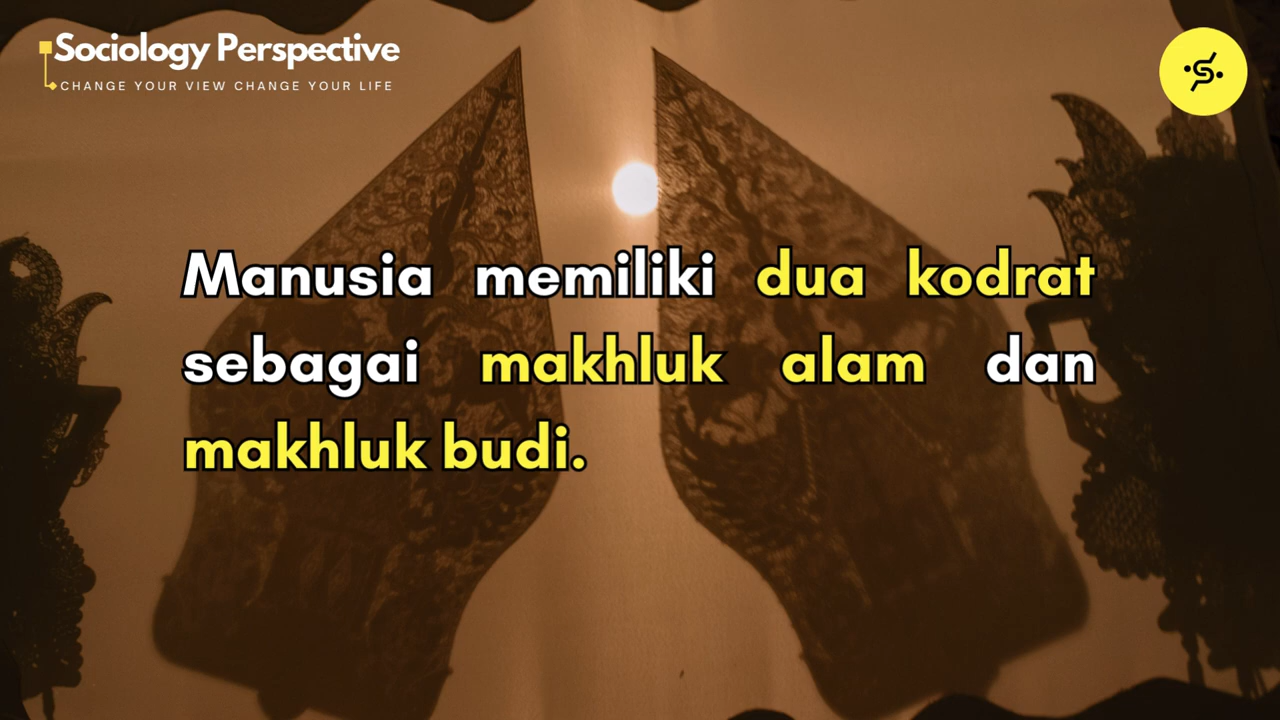 Sociology Perspective
CHANGE YOUR VIEW CHANGE YOUR LIFE
Manusia memiliki dua kodrat
sebagai makhluk alam dan
makhluk budi.